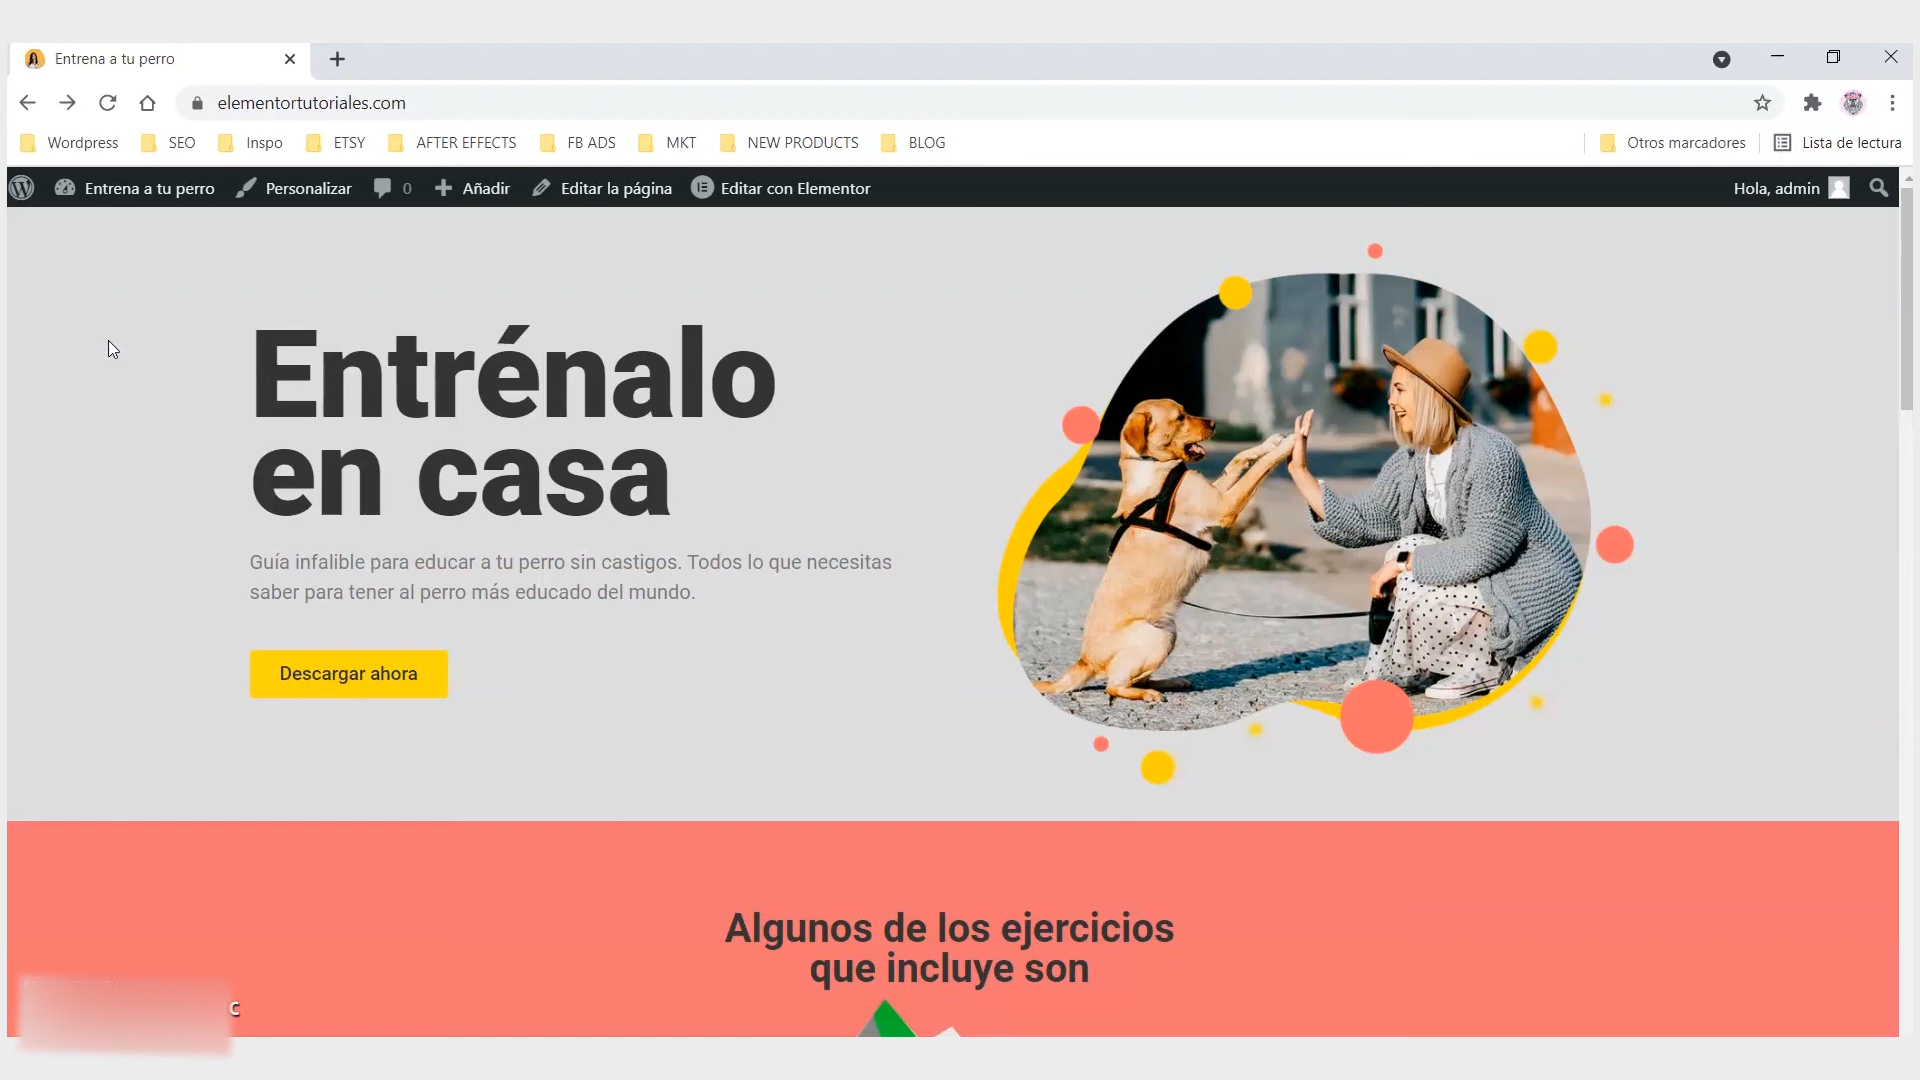 Entrena a tu perro
elementortutoriales.com
Wordpress SEO Inspo ETSY AFTER EFFECTS FB ADS MKT NEW PRODUCTS BLOG Otros marcadores Lista de lectura
Entrena a tu perro Personalizar 0 Añadir Editar la página Editar con Elementor Hola, admin
Entrénalo
en casa
Guía infalible para educar a tu perro sin castigos. Todos lo que necesitas
saber para tener al perro más educado del mundo.
Descargar ahora
Algunos de los ejercicios
que incluye son
C